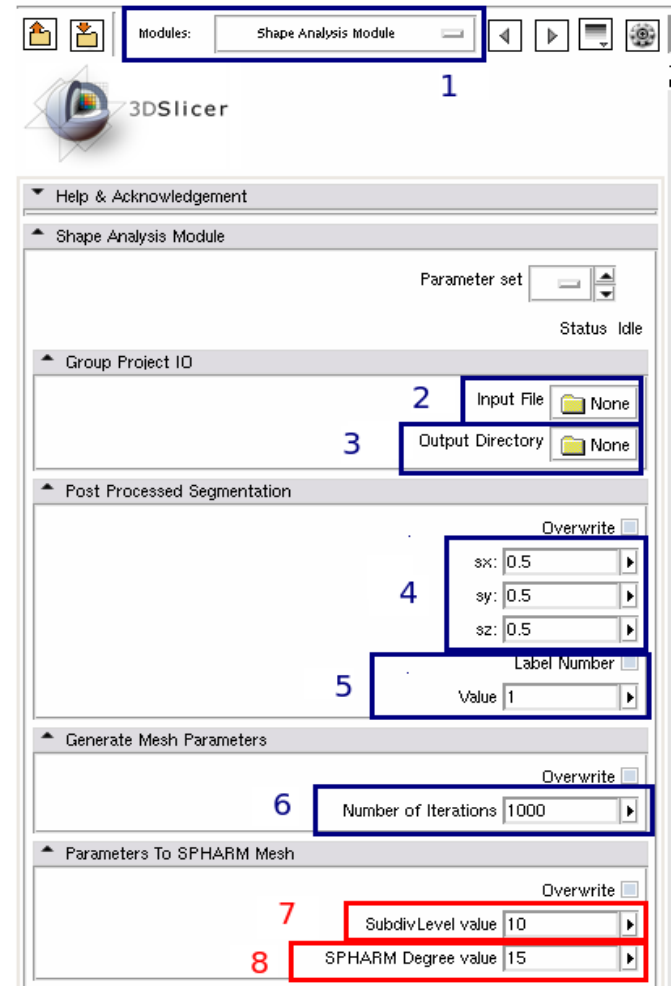 Modules: Shape Analysis Module
1
3DSlicer
Help & Acknowledgement
Shape Analysis Module
Parameter set
Status Idle
Group Project IO
2 Input File None
3 Output Directory None
Post Processed Segmentation
Overwrite
sx: 0.5
4 sy: 0.5
sz: 0.5
Label Number
5 Value 1
Generate Mesh Parameters
Overwrite
6 Number of Iterations 1000
Parameters To SPHARM Mesh
Overwrite
7 SubdivLevel value 10
8 SPHARM Degree value 15